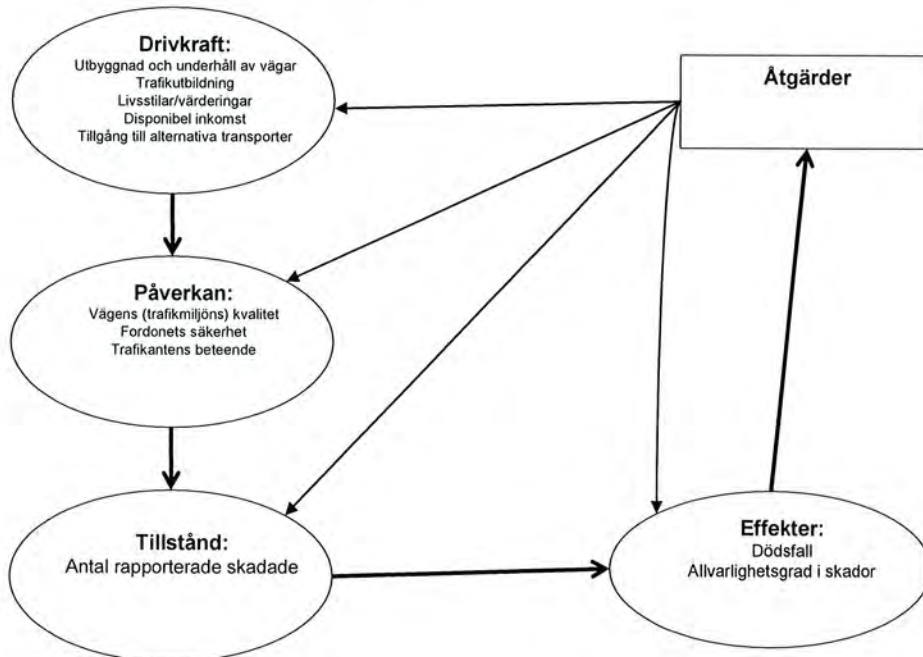 Drivkraft:
Utbyggnad och underhåll av vägar
Trafikutbildning
Livsstilar/värderingar
Disponibel inkomst
Tillgång till alternativa transporter
Åtgärder
Påverkan:
Vägens (trafikmiljöns) kvalitet
Fordonets säkerhet
Trafikantens beteende
Tillstånd:
Antal rapporterade skadade
Effekter:
Dödsfall
Allvarlighetsgrad i skador